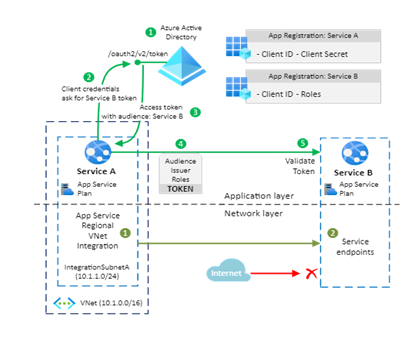 1
Azure Active
Directory
/oauth2/v2/token
App Registration: Service A
- Client ID - Client Secret
App Registration: Service B
- Client ID - Roles
2
Client credentials
ask for Service B token
Access token
with audience: Service B
3
4
5
Service A
App Service
Plan
Audience
Issuer
Roles
TOKEN
Validate
Token
Service B
App Service
Plan
Application layer
Network layer
App Service
Regional
VNet
Integration
1
IntegrationSubnetA
(10.1.1.0/24)
2
Service
endpoints
Internet
VNet (10.1.0.0/16)